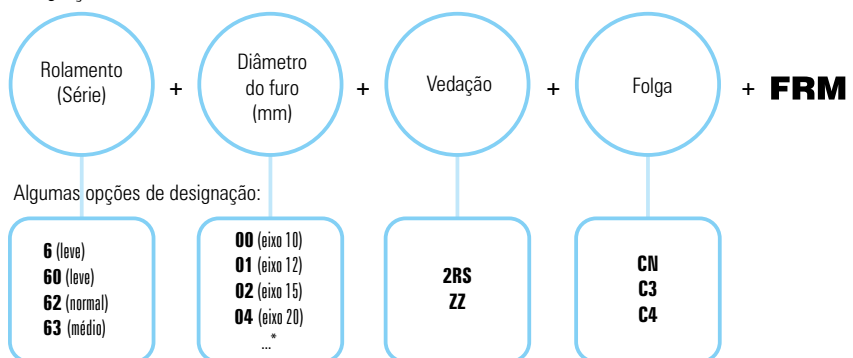 Rolamento
(Série)
+
Diâmetro
do furo
(mm)
+
Vedação
+
Folga
+ FRM
Algumas opções de designação:
6 (leve)
60 (leve)
62 (normal)
63 (médio)
00 (eixo 10)
01 (eixo 12)
02 (eixo 15)
04 (eixo 20)
...*
2RS
ZZ
CN
C3
C4